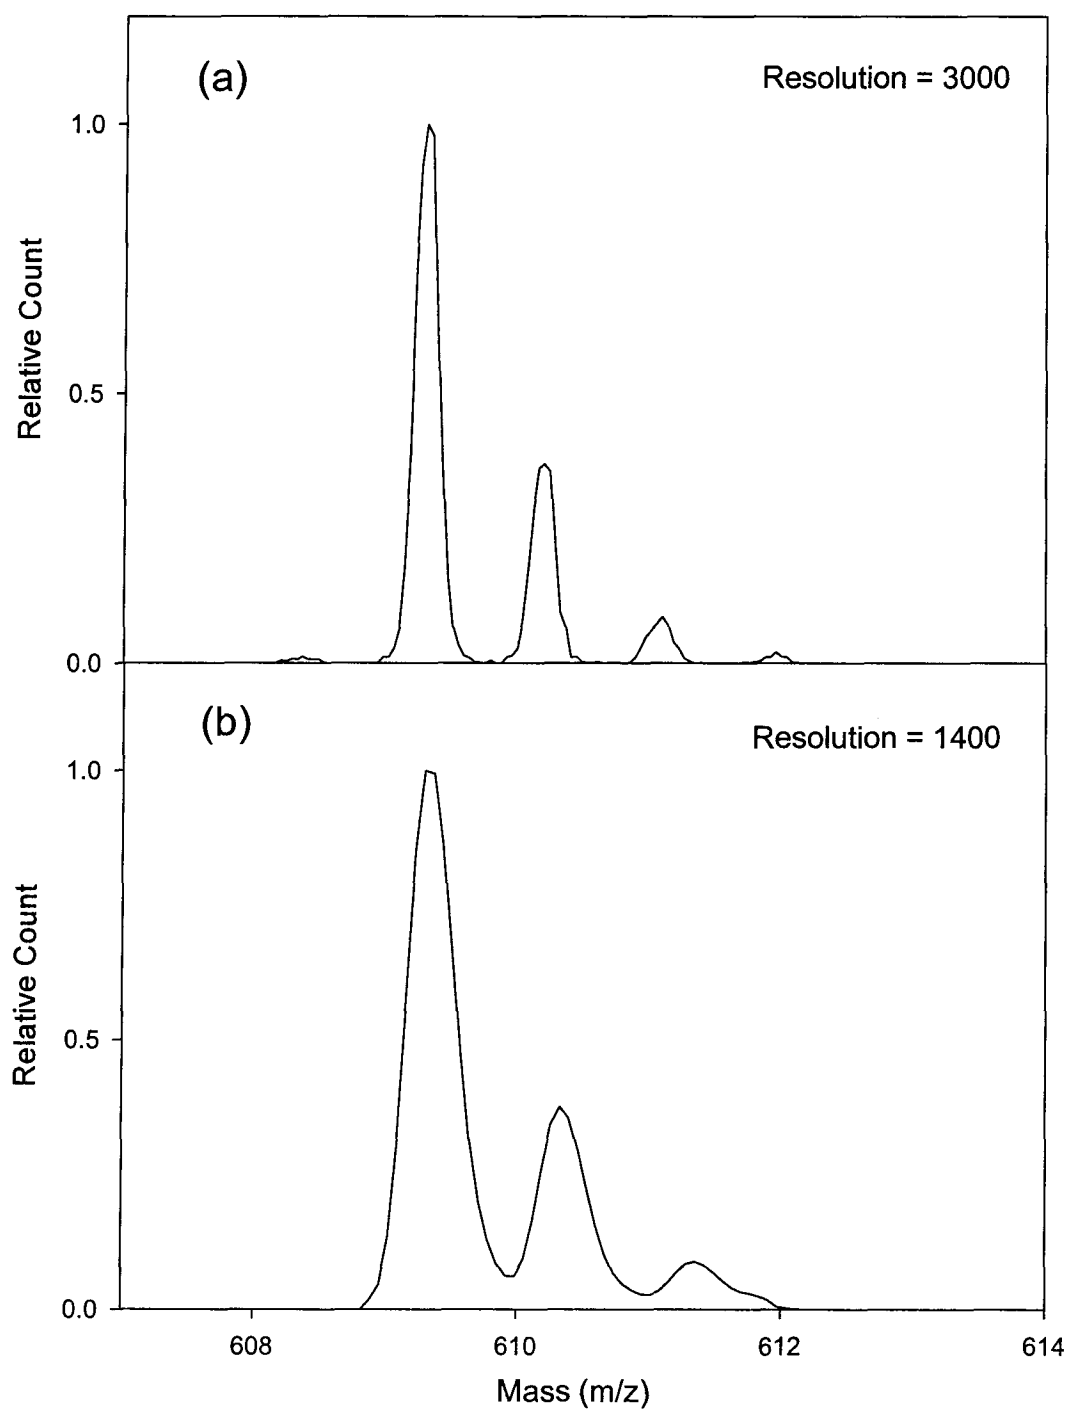 (a)
Resolution = 3000
1.0
0.5
0.0
Relative Count
(b)
Resolution = 1400
1.0
0.5
0.0
Relative Count
608 610 612 614
Mass (m/z)